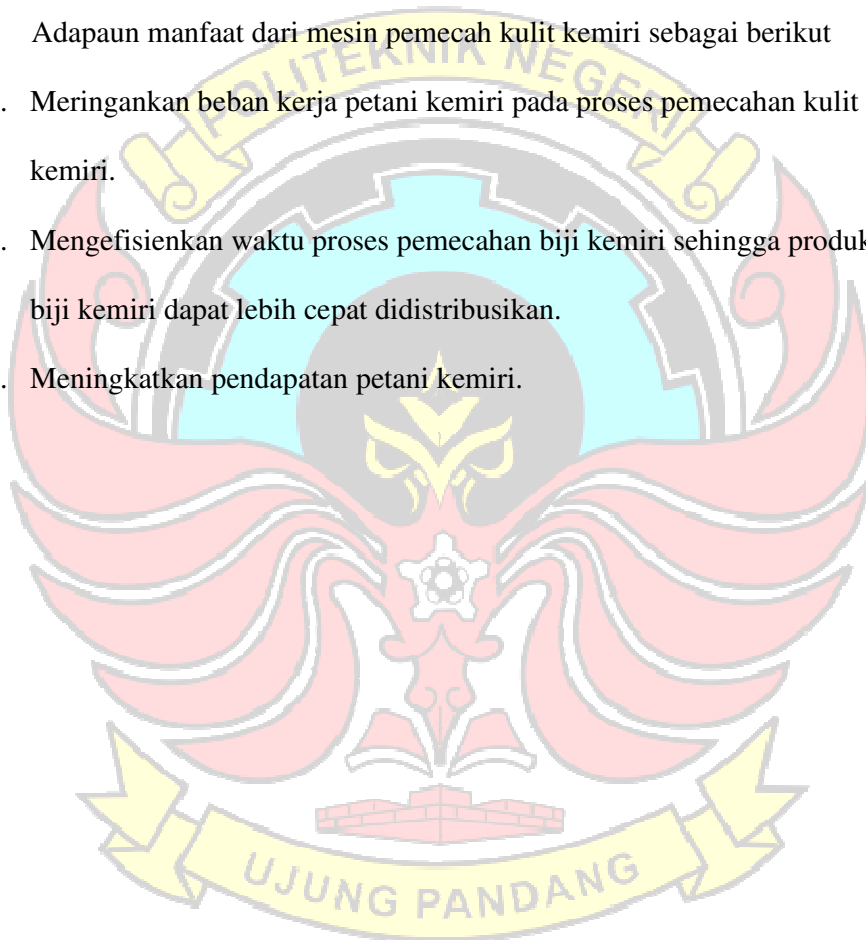 Adapaun manfaat dari mesin pemecah kulit kemiri sebagai berikut
POLITEKNIK NEGERI
. Meringankan beban kerja petani kemiri pada proses pemecahan kulit
kemiri.
. Mengefisienkan waktu proses pemecahan biji kemiri sehingga produk
biji kemiri dapat lebih cepat didistribusikan.
. Meningkatkan pendapatan petani kemiri.
UJUNG PANDANG